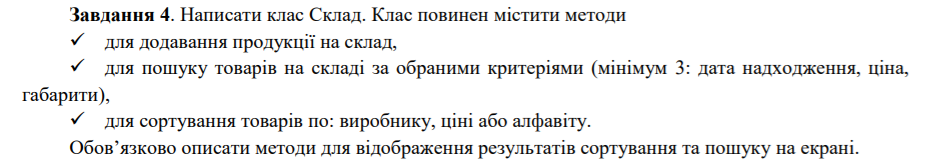 Завдання 4. Написати клас Склад. Клас повинен містити методи
✓ для додавання продукції на склад,
✓ для пошуку товарів на складі за обраними критеріями (мінімум 3: дата надходження, ціна,
габарити),
✓ для сортування товарів по: виробнику, ціні або алфавіту.
Обов’язково описати методи для відображення результатів сортування та пошуку на екрані.